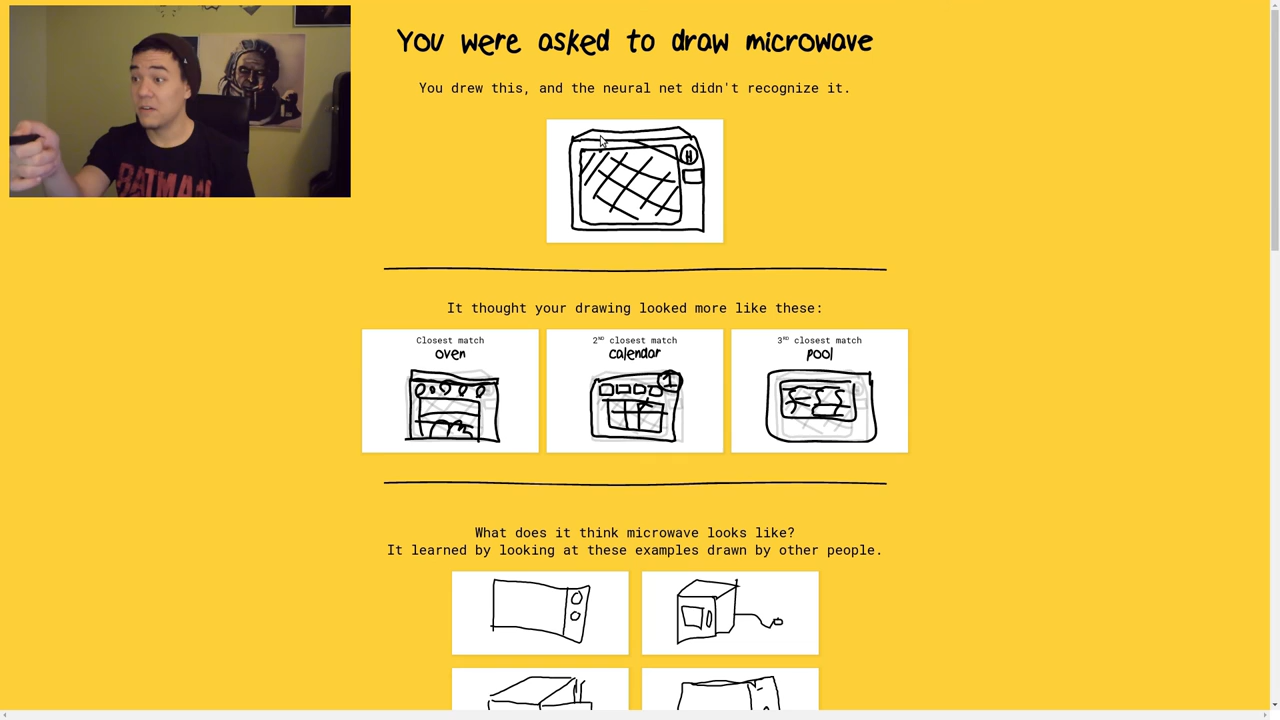 You were asked to draw microwave
You drew this, and the neural net didn't recognize it.
BATMAN
H
It thought your drawing looked more like these:
Closest match
oven
2ND closest match
calendar
1
3RD closest match
pool
What does it think microwave looks like?
It learned by looking at these examples drawn by other people.